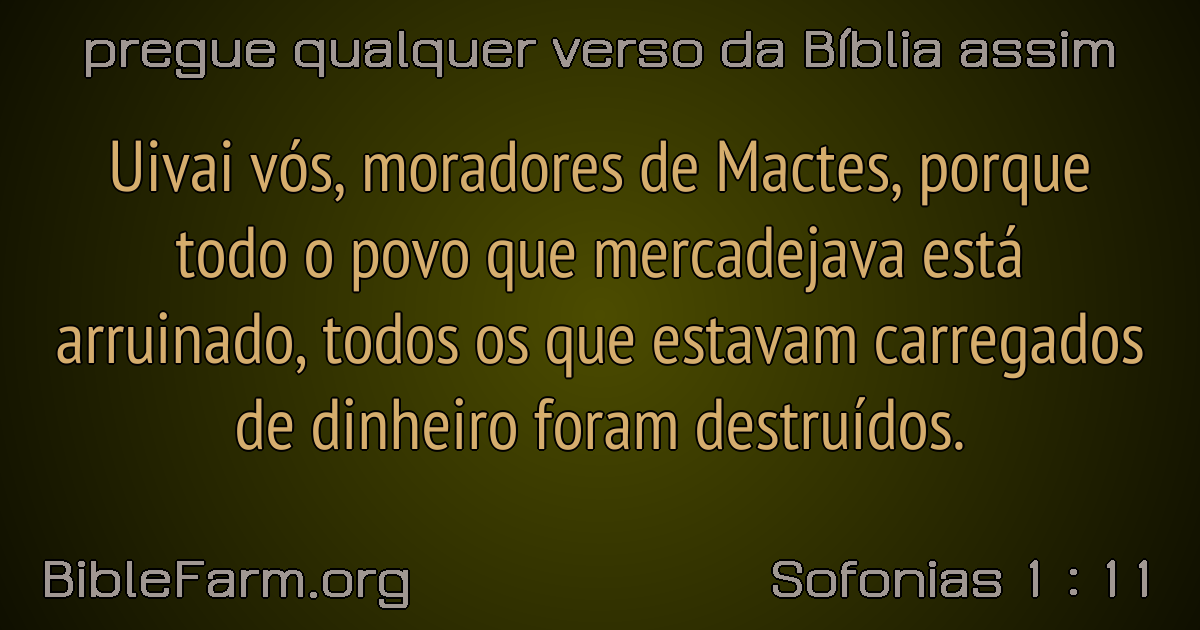 pregue qualquer verso da Bíblia assim
Uivai vós, moradores de Mactes, porque
todo o povo que mercadejava está
arruinado, todos os que estavam carregados
de dinheiro foram destruídos.
BibleFarm.org
Sofonias 1 : 11